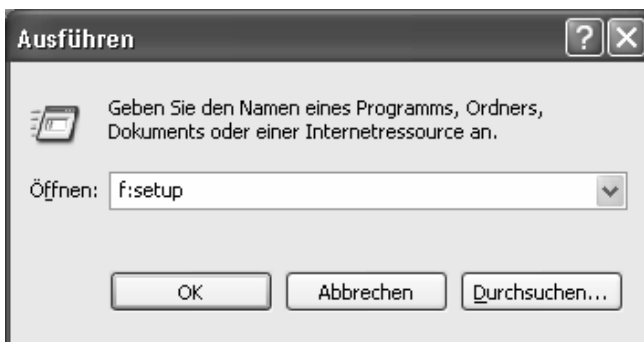 Ausführen
Geben Sie den Namen eines Programms, Ordners,
Dokuments oder einer Internetressource an.
Öffnen: f:setup
OK Abbrechen Durchsuchen...